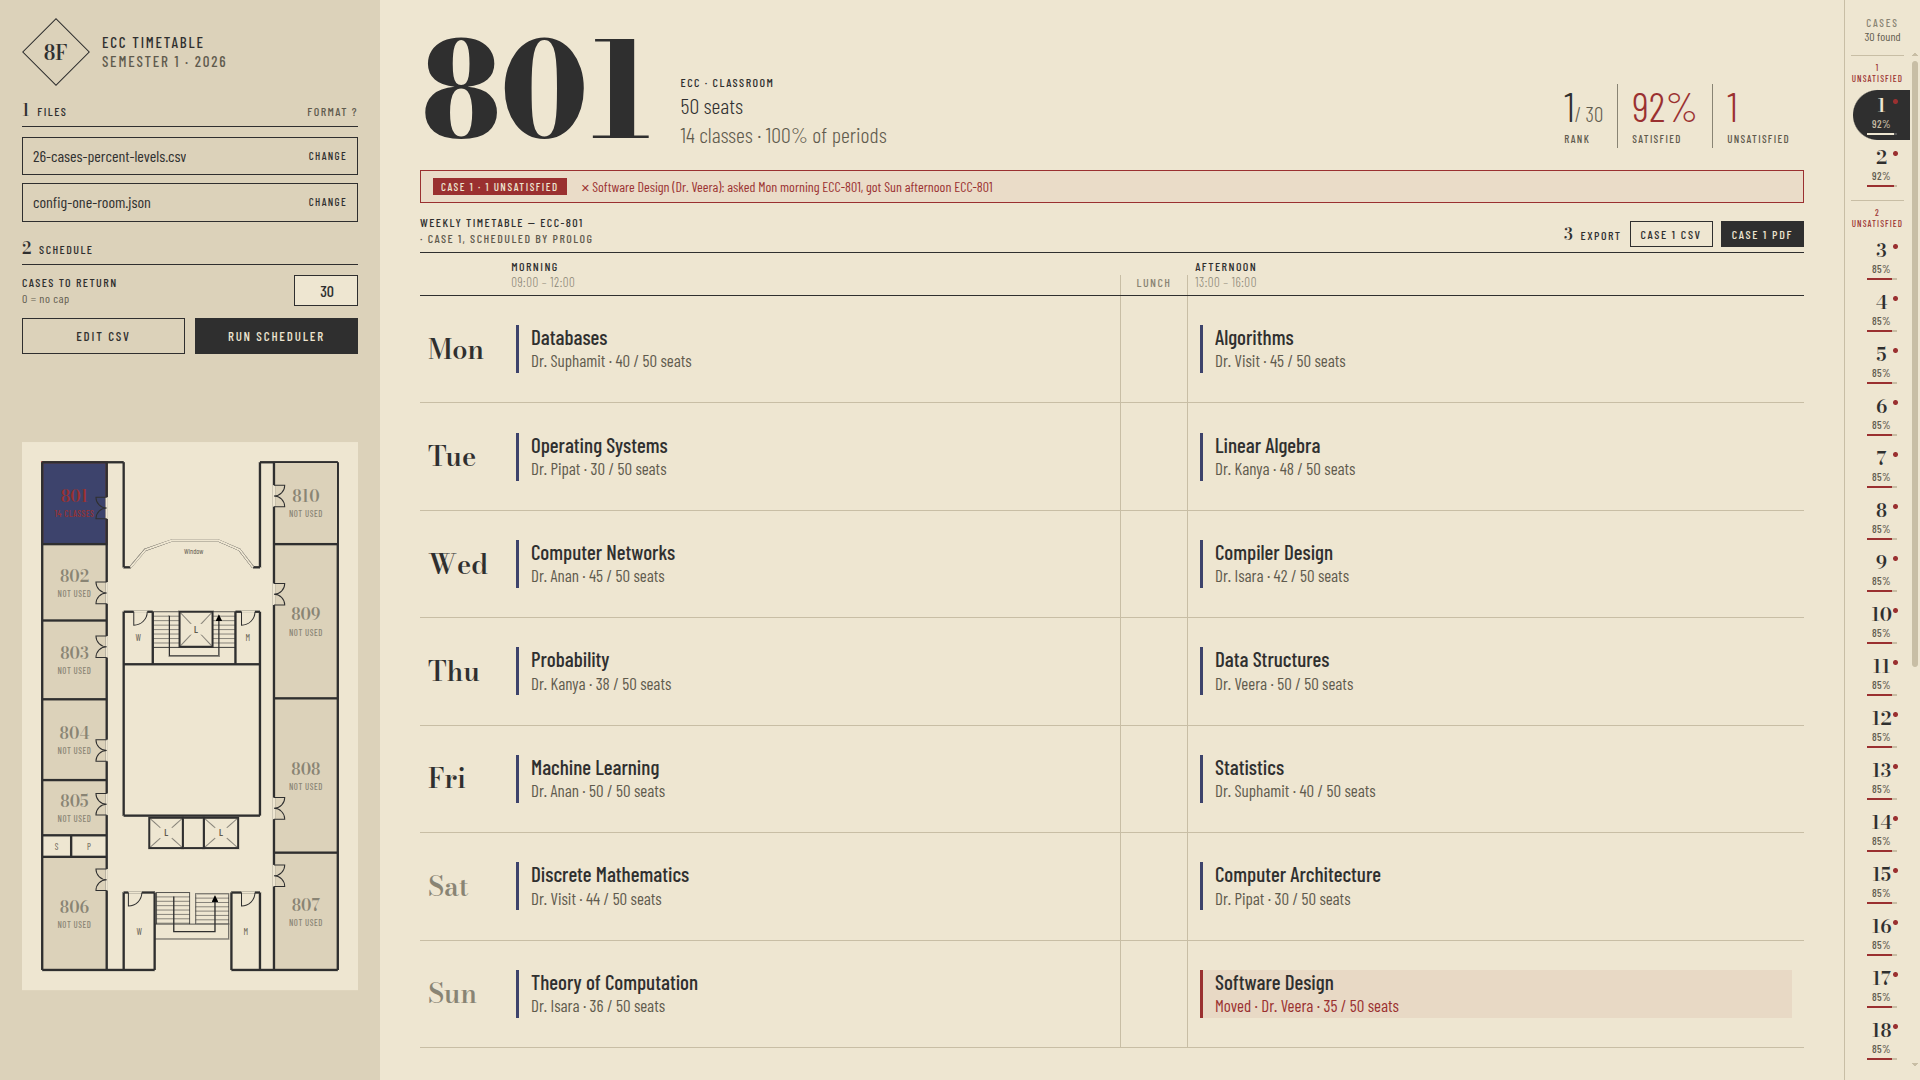 8F
ECC TIMETABLE
SEMESTER 1 · 2026
1 FILES
FORMAT ?
26-cases-percent-levels.csv
CHANGE
config-one-room.json
CHANGE
2 SCHEDULE
CASES TO RETURN
0 = no cap
30
EDIT CSV
RUN SCHEDULER
801
14 CLASSES
810
NOT USED
Window
802
NOT USED
809
NOT USED
W
L
M
803
NOT USED
804
NOT USED
808
NOT USED
805
NOT USED
L
L
S
P
806
NOT USED
807
NOT USED
W
M
801
ECC · CLASSROOM
50 seats
14 classes · 100% of periods
1/ 30
RANK
92%
SATISFIED
1
UNSATISFIED
CASE 1 · 1 UNSATISFIED
× Software Design (Dr. Veera): asked Mon morning ECC-801, got Sun afternoon ECC-801
WEEKLY TIMETABLE — ECC-801
· CASE 1, SCHEDULED BY PROLOG
3 EXPORT
CASE 1 CSV
CASE 1 PDF
MORNING
09:00 – 12:00
LUNCH
AFTERNOON
13:00 – 16:00
Mon
Databases
Dr. Suphamit · 40 / 50 seats
Algorithms
Dr. Visit · 45 / 50 seats
Tue
Operating Systems
Dr. Pipat · 30 / 50 seats
Linear Algebra
Dr. Kanya · 48 / 50 seats
Wed
Computer Networks
Dr. Anan · 45 / 50 seats
Compiler Design
Dr. Isara · 42 / 50 seats
Thu
Probability
Dr. Kanya · 38 / 50 seats
Data Structures
Dr. Veera · 50 / 50 seats
Fri
Machine Learning
Dr. Anan · 50 / 50 seats
Statistics
Dr. Suphamit · 40 / 50 seats
Sat
Discrete Mathematics
Dr. Visit · 44 / 50 seats
Computer Architecture
Dr. Pipat · 30 / 50 seats
Sun
Theory of Computation
Dr. Isara · 36 / 50 seats
Software Design
Moved · Dr. Veera · 35 / 50 seats
CASES
30 found
1
UNSATISFIED
1
92%
2
92%
2
UNSATISFIED
3
85%
4
85%
5
85%
6
85%
7
85%
8
85%
9
85%
10
85%
11
85%
12
85%
13
85%
14
85%
15
85%
16
85%
17
85%
18
85%